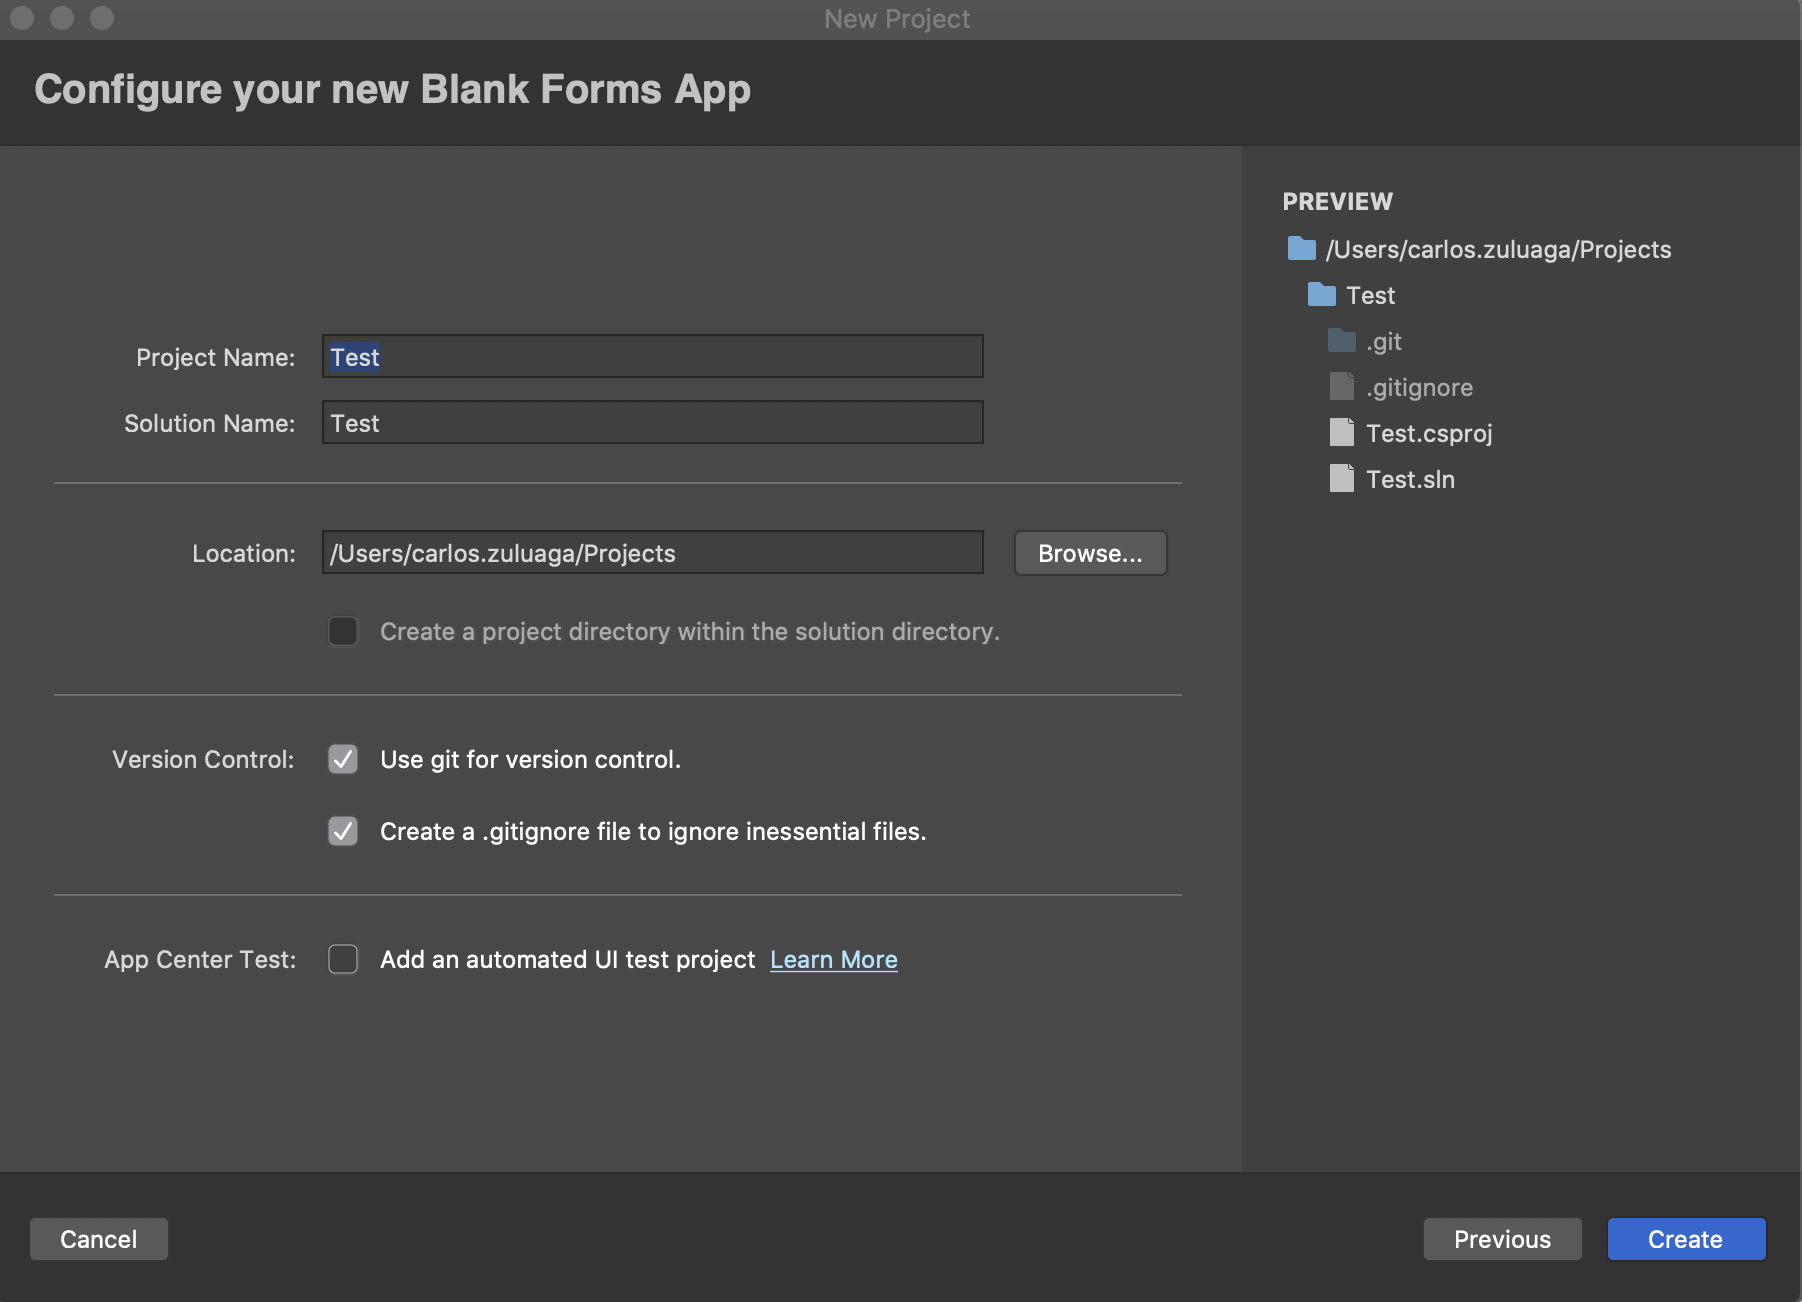 New Project
Configure your new Blank Forms App
Project Name: Test
Solution Name: Test
Location: /Users/carlos.zuluaga/Projects Browse...
Create a project directory within the solution directory.
Version Control: Use git for version control.
Create a .gitignore file to ignore inessential files.
App Center Test: Add an automated UI test project Learn More
PREVIEW
/Users/carlos.zuluaga/Projects
Test
.git
.gitignore
Test.csproj
Test.sln
Cancel Previous Create